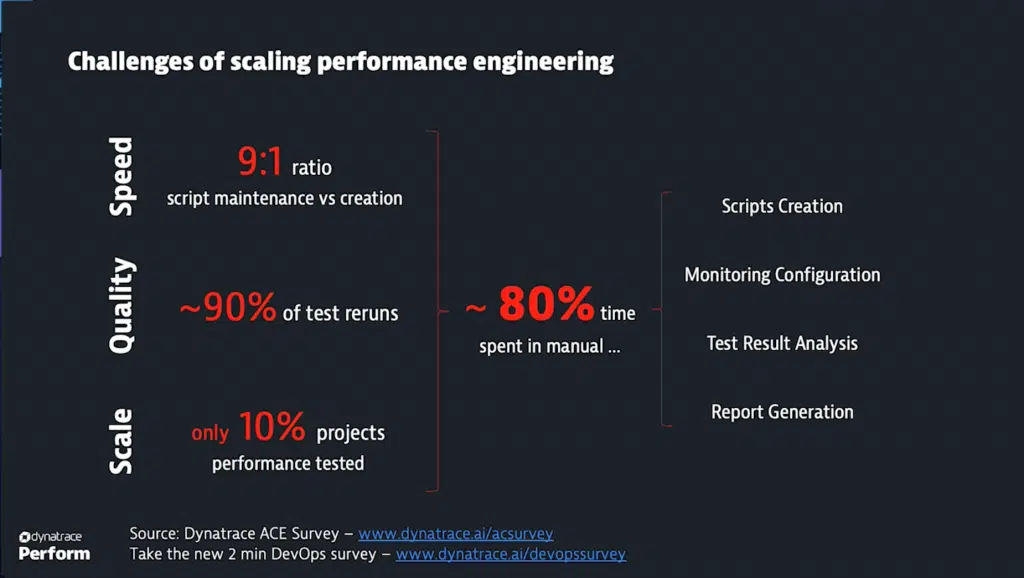 Challenges of scaling performance engineering
Speed
9:1 ratio
script maintenance vs creation
Quality
~90% of test reruns
Scale
only 10% projects
performance tested
~ 80% time
spent in manual ...
Scripts Creation
Monitoring Configuration
Test Result Analysis
Report Generation
dynatrace
Perform
Source: Dynatrace ACE Survey – www.dynatrace.ai/acsurvey
Take the new 2 min DevOps survey – www.dynatrace.ai/devopssurvey